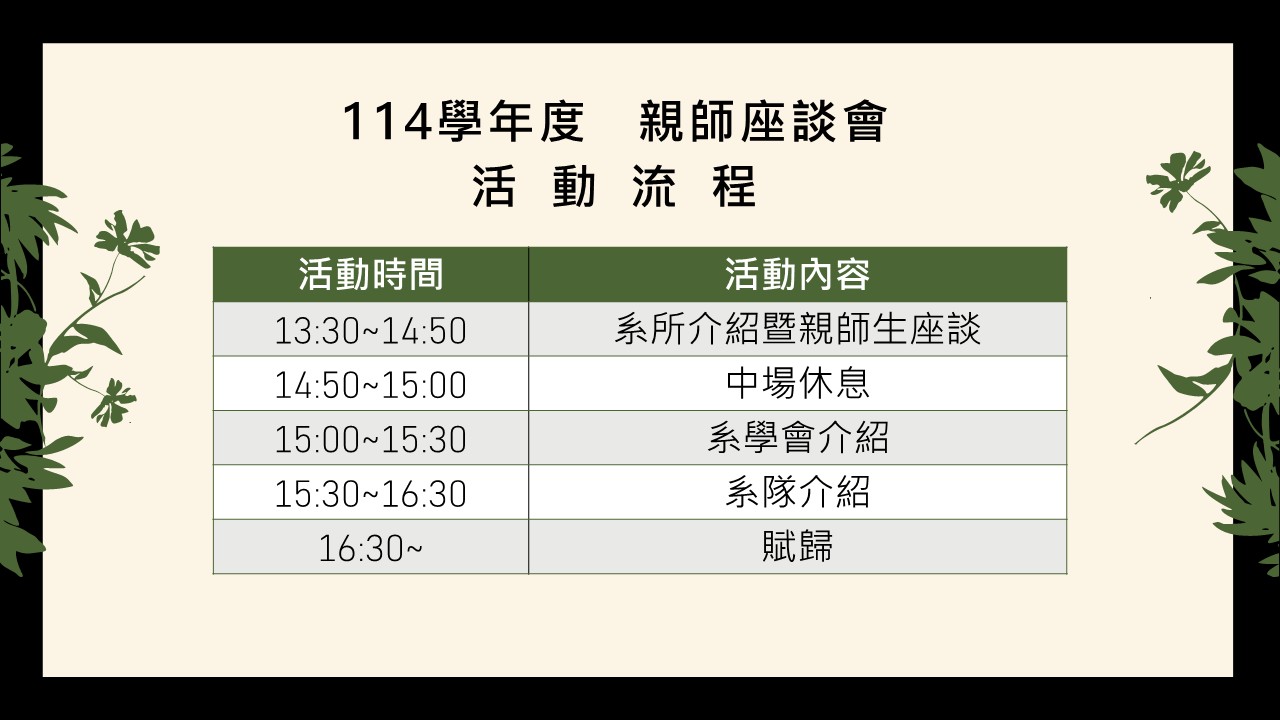 114學年度　親師座談會
活 動 流 程
活動時間 活動內容
13:30~14:50 系所介紹暨親師生座談
14:50~15:00 中場休息
15:00~15:30 系學會介紹
15:30~16:30 系隊介紹
16:30~ 賦歸